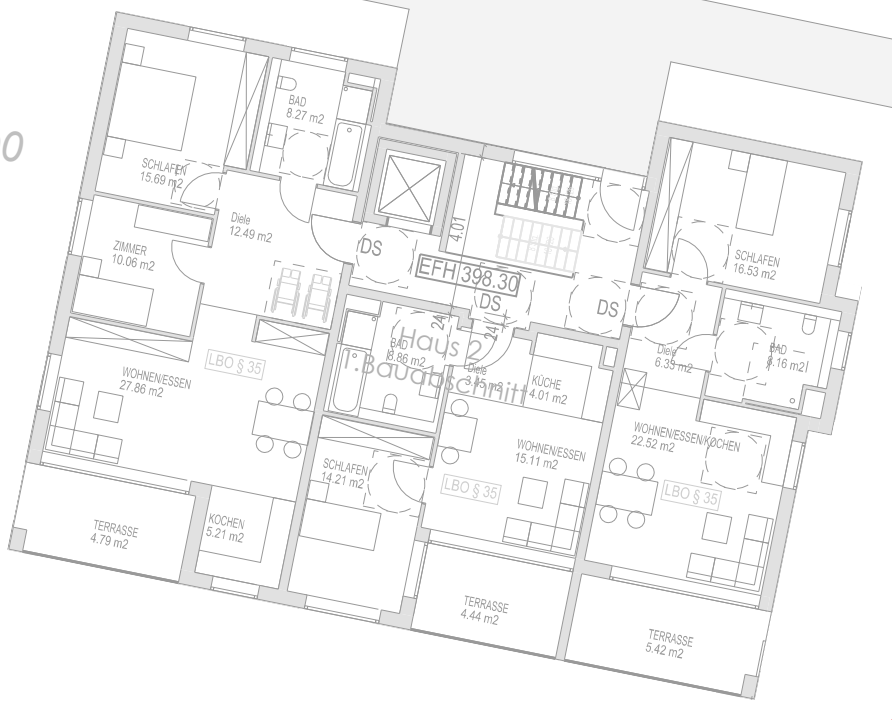 BAD
8.27 m2
SCHLAFEN
15.69 m2
Diele
12.49 m2
ZIMMER
10.06 m2
DS
4.01
EFH 398.30
DS
DS
SCHLAFEN
16.53 m2
Haus 2
T.Bauabschnitt
24
24
BAD
Diele
KÜCHE
4.01 m2
Diele
6.33 m2
BAD
8.16 m2
WOHNEN/ESSEN
27.86 m2
LBO § 35
WOHNEN/ESSEN
15.11 m2
LBO § 35
WOHNEN/ESSEN/KOCHEN
22.52 m2
LBO § 35
SCHLAFEN
14.21 m2
KOCHEN
5.21 m2
TERRASSE
4.79 m2
TERRASSE
4.44 m2
TERRASSE
5.42 m2